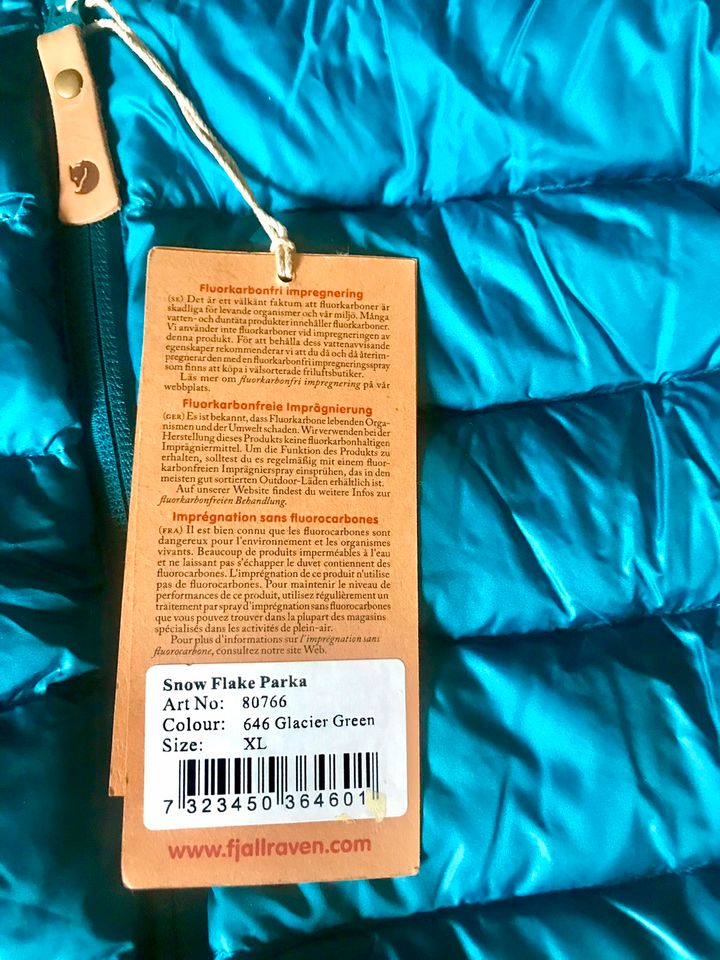 Fluorkarbonfri impregnering
(SE) Det är ett välkänt faktum att fluorkarboner är
skadliga för levande organismer och vår miljö. Många
vatten- och duntäta produkter innehåller fluorkarboner.
Vi använder inte fluorkarboner vid impregneringen av
denna produkt. För att behålla dess vattenavvisande
egenskaper rekommenderar vi att du då och då återim-
pregnerar den med en fluorkarbonfri impregneringsspray
som finns att köpa i välsorterade friluftsbutiker.
Läs mer om fluorkarbonfri impregnering på vår
webbplats.
Fluorkarbonfreie Imprägnierung
(GER) Es ist bekannt, dass Fluorkarbone lebenden Orga-
nismen und der Umwelt schaden. Wir verwenden bei der
Herstellung dieses Produkts keine fluorkarbonhaltigen
Imprägniermittel. Um die Funktion des Produkts zu
erhalten, solltest du es regelmäßig mit einem fluor-
karbonfreien Imprägnierspray einsprühen, das in den
meisten gut sortierten Outdoor-Läden erhältlich ist.
Auf unserer Website findest du weitere Infos zur
fluorkarbonfreien Behandlung.
Imprégnation sans fluorocarbones
(FRA) Il est bien connu que les fluorocarbones sont
dangereux pour l'environnement et les organismes
vivants. Beaucoup de produits imperméables à l'eau
et ne laissant pas s'échapper le duvet contiennent des
fluorocarbones. L'imprégnation de ce produit n'utilise
pas de fluorocarbones. Pour maintenir le niveau de
performances de ce produit, utilisez régulièrement un
traitement par spray d'imprégnation sans fluorocarbones
que vous pouvez trouver dans la plupart des magasins
spécialisés dans les activités de plein-air.
Pour plus d'informations sur l'imprégnation sans
fluorocarbone, consultez notre site Web.
Snow Flake Parka
Art No: 80766
Colour: 646 Glacier Green
Size: XL
7 323450 364601
www.fjallraven.com